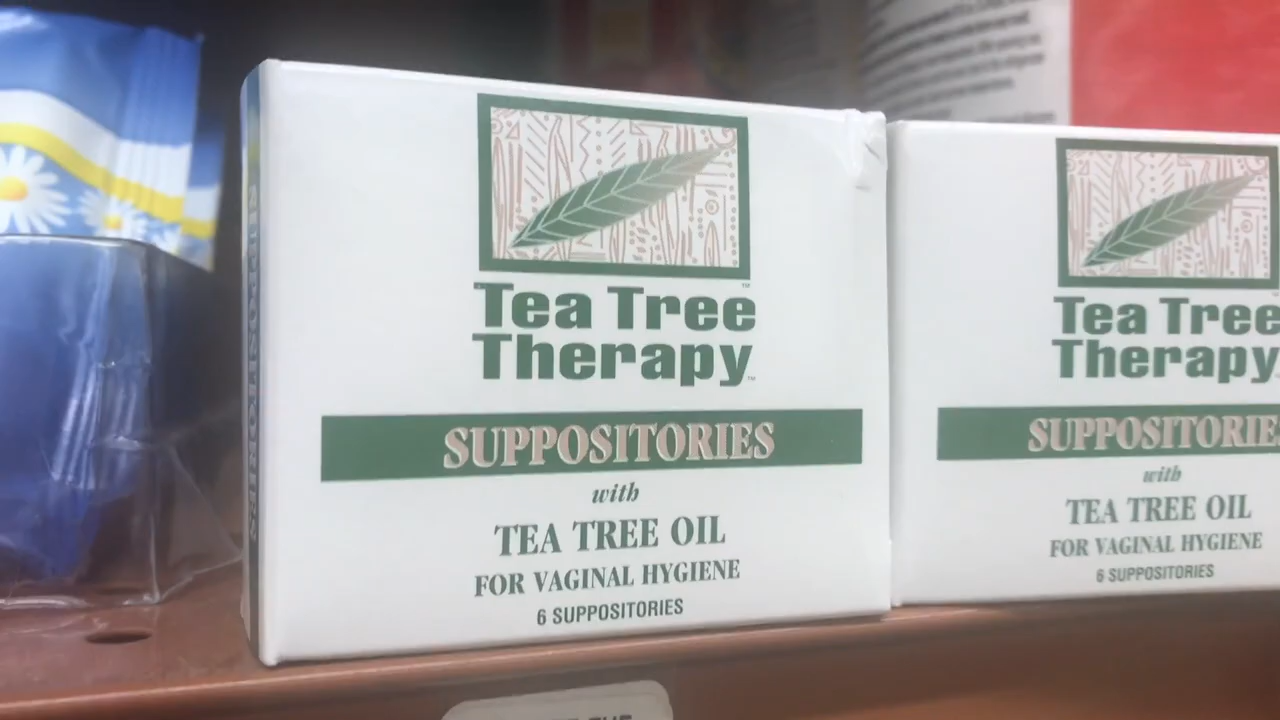 Tea Tree
Therapy
SUPPOSITORIES
with
TEA TREE OIL
FOR VAGINAL HYGIENE
6 SUPPOSITORIES
SUPPOSITORIES
Tea Tree
Therapy
SUPPOSITORIE
with
TEA TREE OIL
FOR VAGINAL HYGIENE
6 SUPPOSITORIES